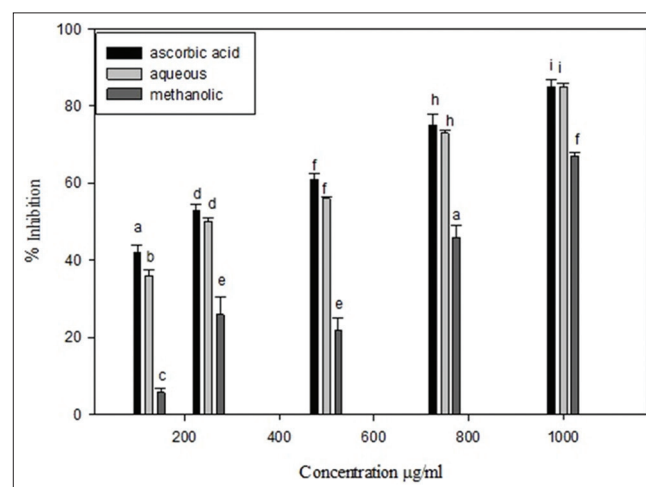 100
ascorbic acid
aqueous
methanolic
i i
h h
80
f
f
d d
f
60
a
a
b
e
e
40
20
c
0
200 400 600 800 1000
% Inhibition
Concentration µg/ml